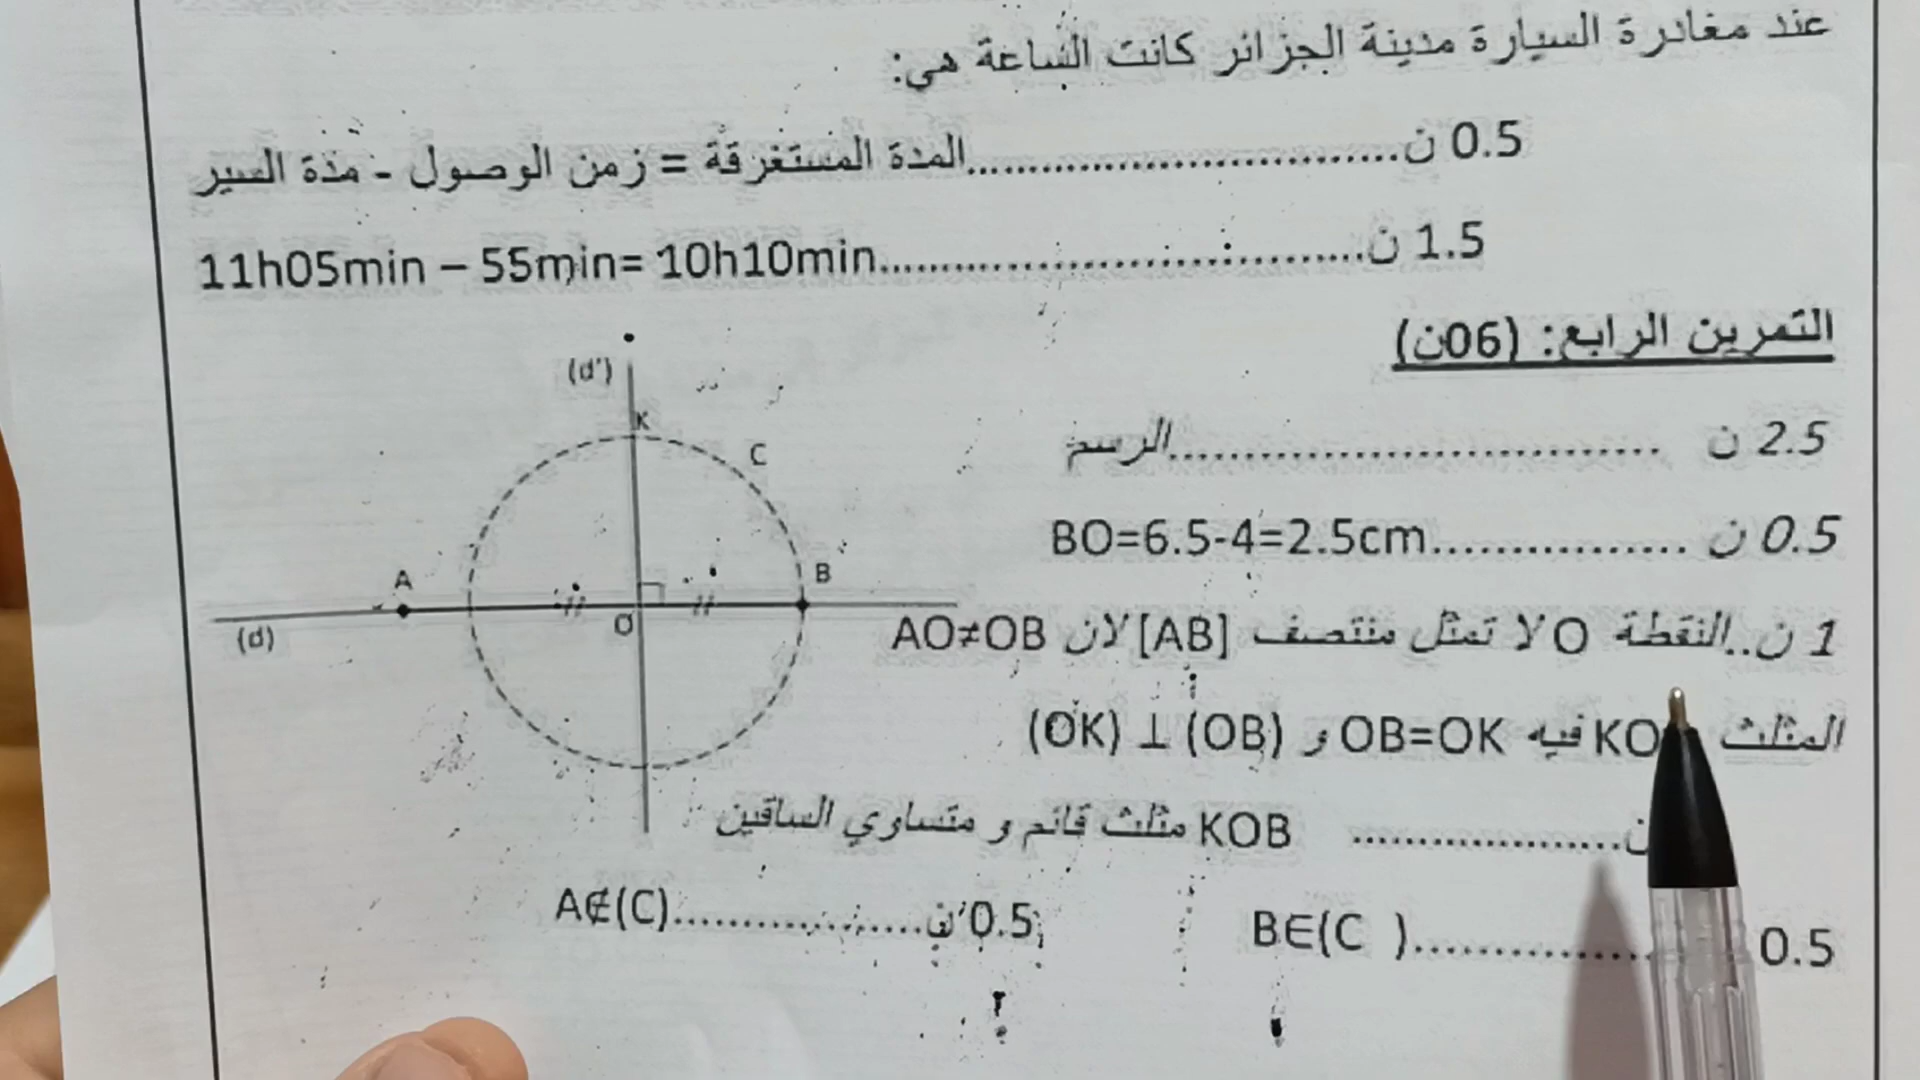 عند مغادرة السيارة مدينة الجزائر كانت الساعة هي:
المدة المستغرقة = زمن الوصول - مدة السير................................0.5 ن
11h05min – 55min= 10h10min................................1.5 ن
التمرين الرابع: (06ن)
الرسم................................ 2.5 ن
BO=6.5-4=2.5cm................. 0.5 ن
1 ن..النقطة O لا تمثل منتصف [AB] لان AO≠OB
المثلث KO فيه OB=OK و (OB) ⊥ (OK)
KOB مثلث قائم و متساوي الساقين ....................ن
B∈(C )................ 0.5
A∉(C)..................0.5 ن
(d')
K
C
A
B
O
(d)